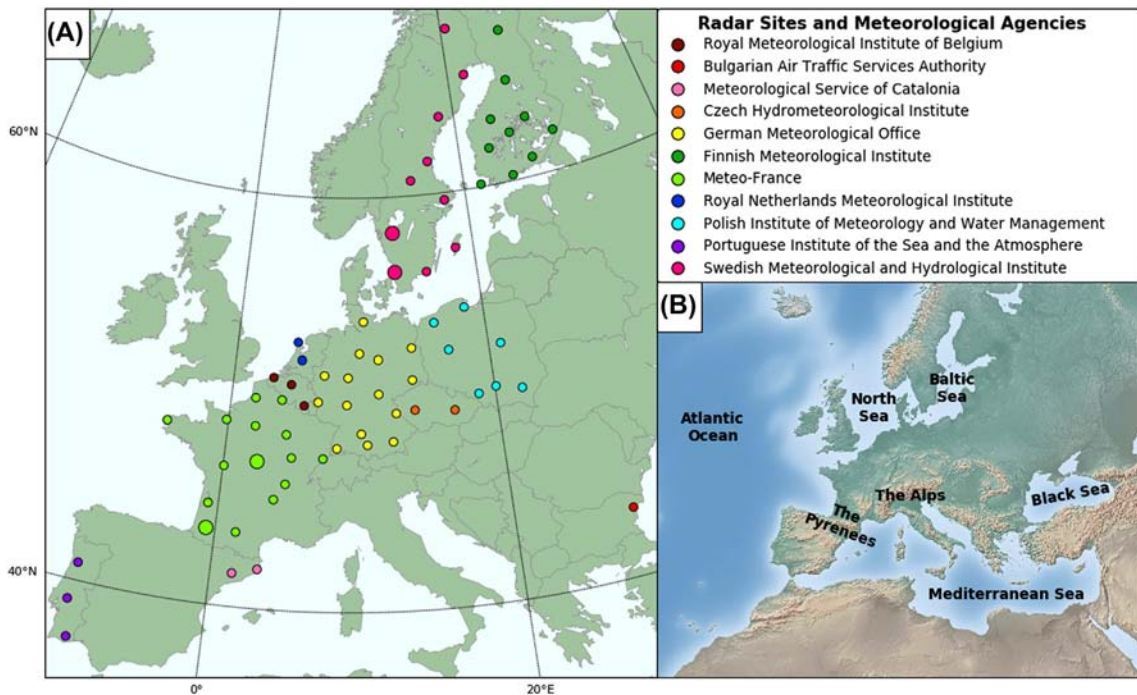 (A)
60°N
40°N
0°
20°E
Radar Sites and Meteorological Agencies
Royal Meteorological Institute of Belgium
Bulgarian Air Traffic Services Authority
Meteorological Service of Catalonia
Czech Hydrometeorological Institute
German Meteorological Office
Finnish Meteorological Institute
Meteo-France
Royal Netherlands Meteorological Institute
Polish Institute of Meteorology and Water Management
Portuguese Institute of the Sea and the Atmosphere
Swedish Meteorological and Hydrological Institute
(B)
Atlantic
Ocean
North
Sea
Baltic
Sea
The Alps
Black Sea
The
Pyrenees
Mediterranean Sea